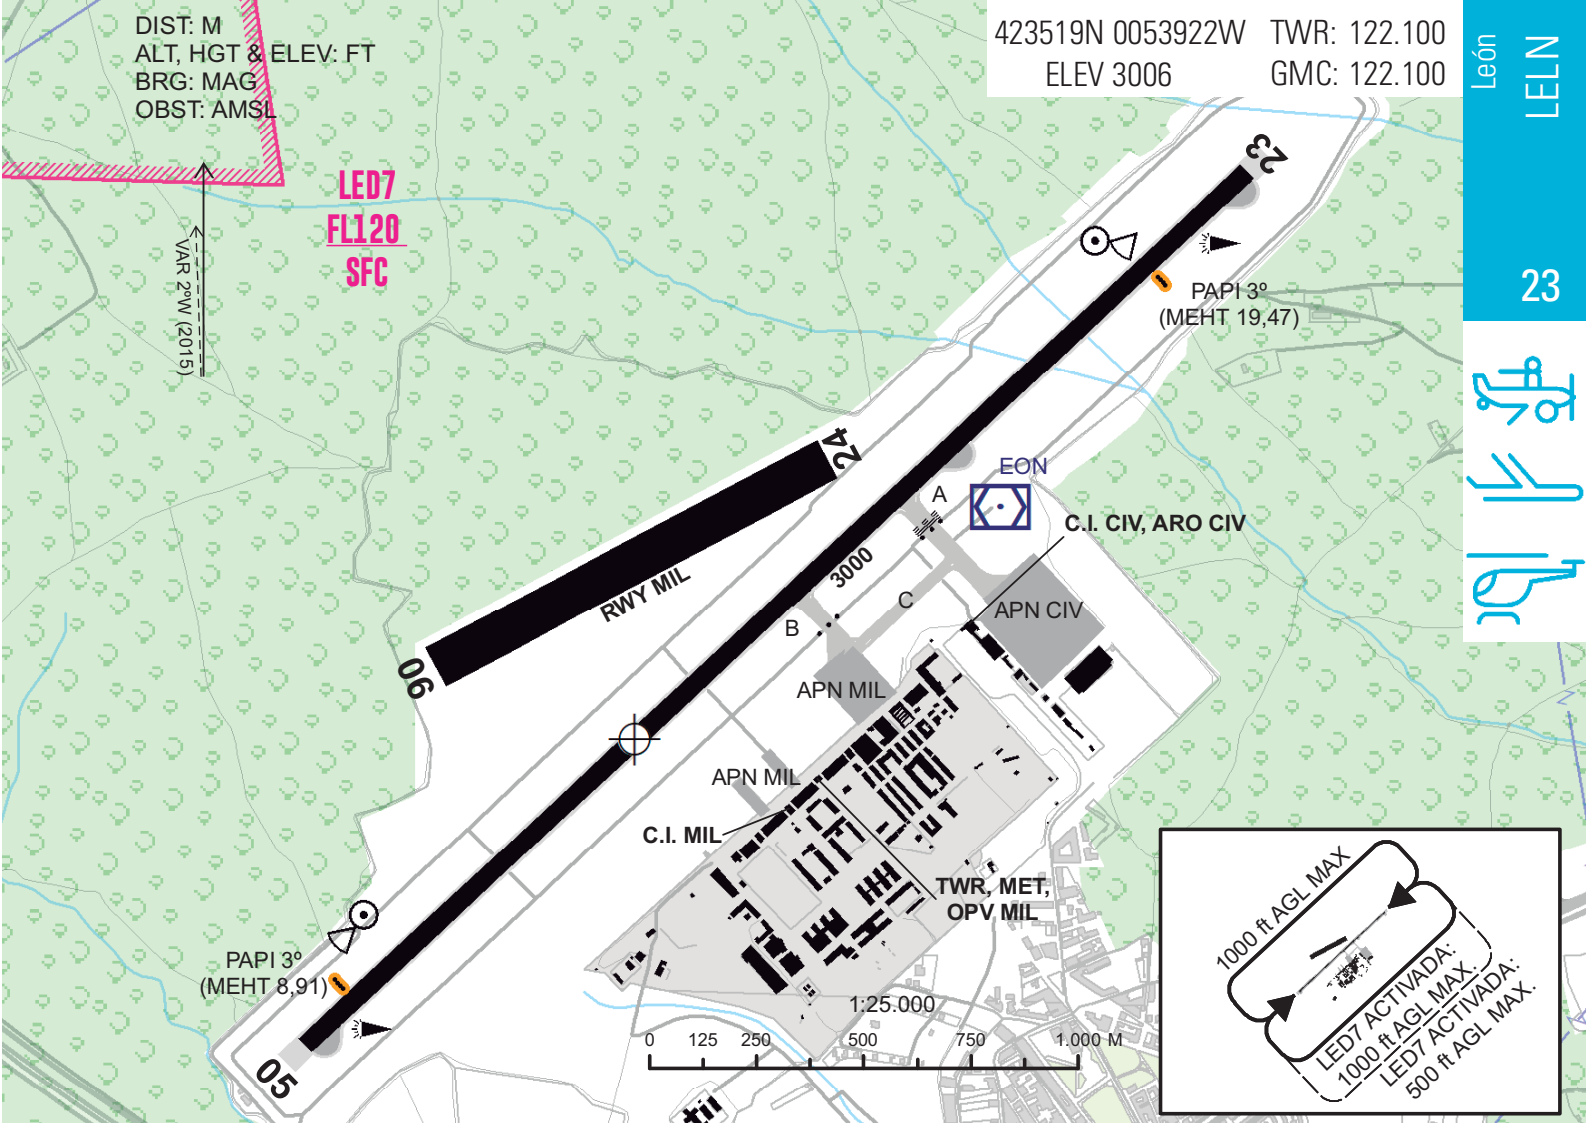 DIST: M
ALT, HGT & ELEV: FT
BRG: MAG
OBST: AMSL
423519N 0053922W TWR: 122.100
ELEV 3006 GMC: 122.100
León
LELN
23
LED7
FL120
SFC
VAR 2ºW (2015)
23
PAPI 3º
(MEHT 19,47)
24
EON
A
C.I. CIV, ARO CIV
3000
RWY MIL
C
APN CIV
B
06
APN MIL
APN MIL
C.I. MIL
TWR, MET,
OPV MIL
PAPI 3º
(MEHT 8,91)
05
1:25.000
0 125 250 500 750 1.000 M
1000 ft AGL MAX
LED7 ACTIVADA:
1000 ft AGL MAX.
LED7 ACTIVADA:
500 ft AGL MAX.